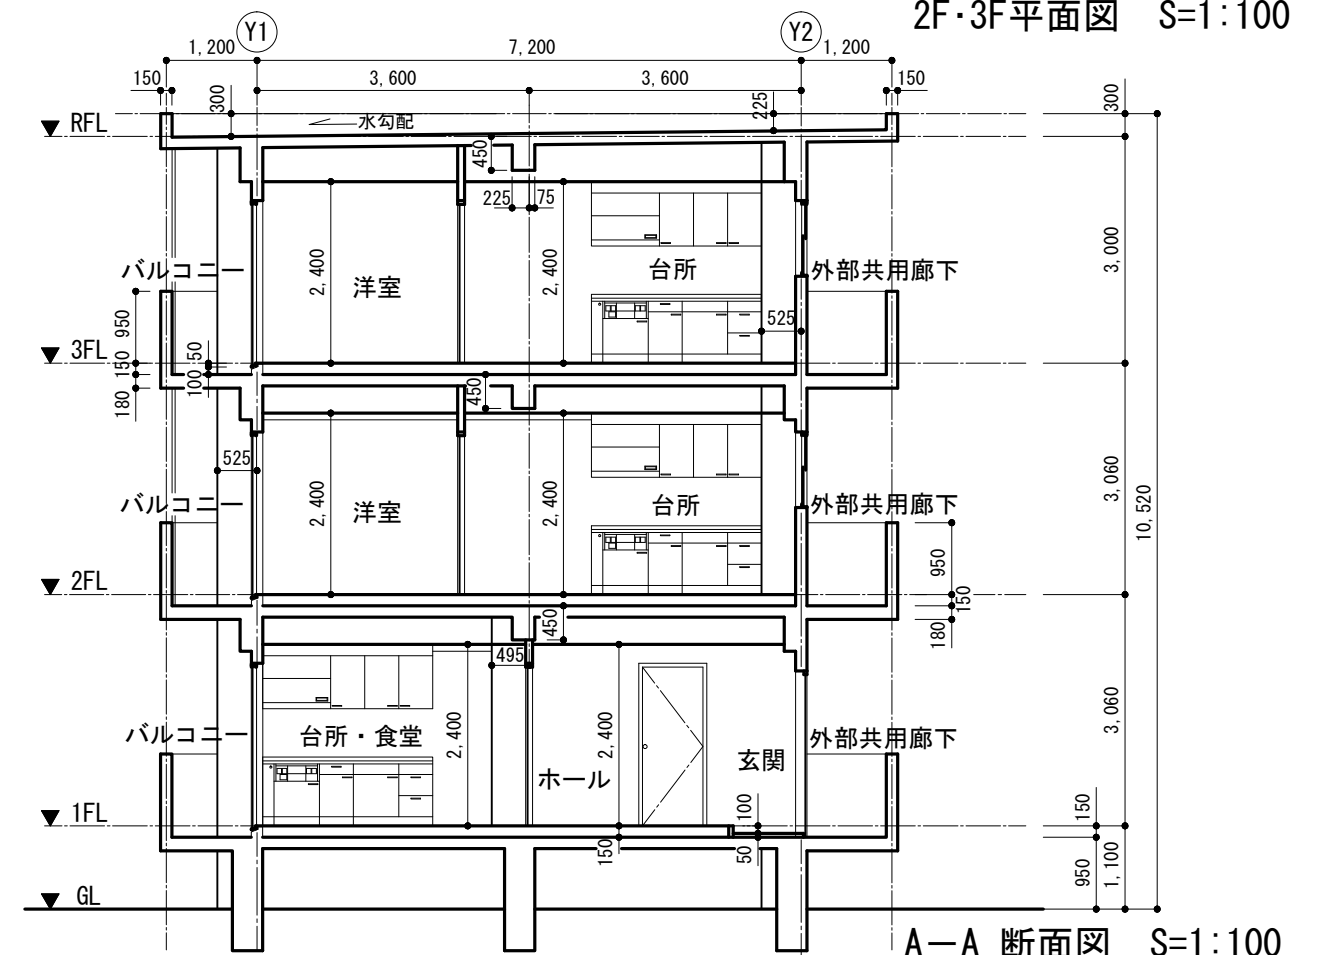 2F･3F平面図 S=1:100
Y1 Y2
1,200 7,200 1,200
150 3,600 3,600 150
300 225 300
RFL 水勾配
450
225 75
2,400 2,400 3,000
バルコニー 洋室 台所 外部共用廊下
950 525
3FL
150 50
100
180 450
525
2,400 2,400 3,060
バルコニー 洋室 台所 外部共用廊下
10,520
950
2FL
150
180
450
495
2,400 2,400 3,060
バルコニー 台所・食堂 ホール 玄関 外部共用廊下
1FL
100 150
150 50
950 1,100
GL
A－A 断面図 S=1:100